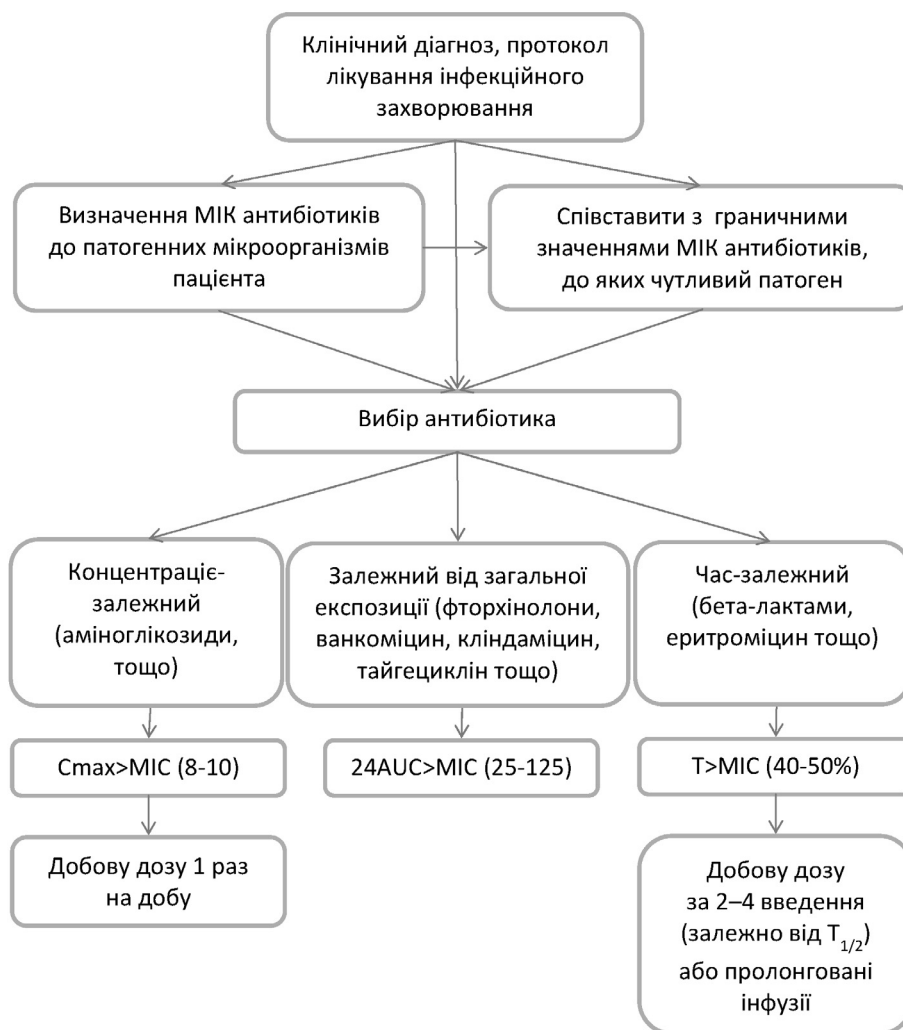 Клінічний діагноз, протокол
лікування інфекційного
захворювання
Визначення МІК антибіотиків
до патогенних мікроорганізмів
пацієнта
Співставити з граничними
значеннями МІК антибіотиків,
до яких чутливий патоген
Вибір антибіотика
Концентраціє-
залежний
(аміноглікозиди,
тощо)
Залежний від загальної
експозиції (фторхінолони,
ванкоміцин, кліндаміцин,
тайгециклін тощо)
Час-залежний
(бета-лактами,
еритроміцин тощо)
Cmax>MIC (8-10)
24AUC>MIC (25-125)
T>MIC (40-50%)
Добову дозу 1 раз
на добу
Добову дозу
за 2–4 введення
(залежно від T1/2)
або пролонговані
інфузії